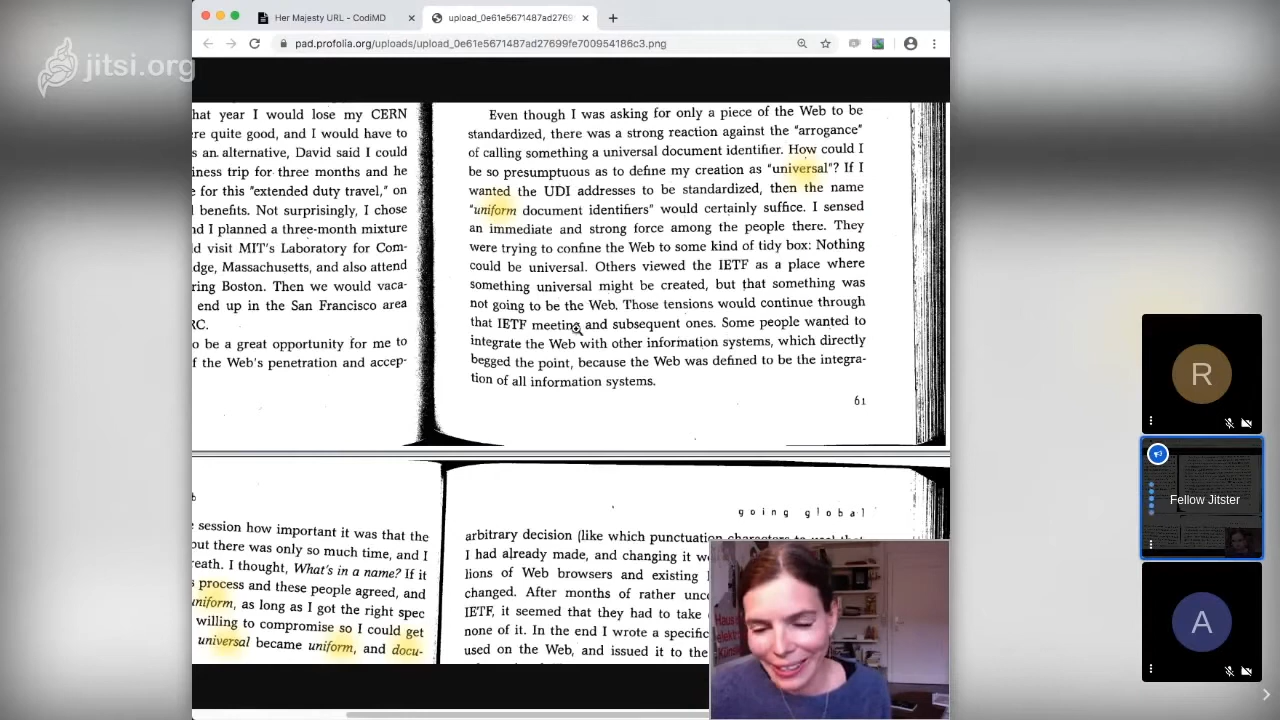 jitsi.org
Her Majesty URL - CodiMD
upload_0e61e5671487ad2769
pad.profolia.org/uploads/upload_0e61e5671487ad27699fe700954186c3.png
hat year I would lose my CERN
re quite good, and I would have to
s an alternative, David said I could
iness trip for three months and he
e for this "extended duty travel," on
l benefits. Not surprisingly, I chose
nd I planned a three-month mixture
ld visit MIT's Laboratory for Com-
dge, Massachusetts, and also attend
ring Boston. Then we would vaca-
end up in the San Francisco area
RC.
o be a great opportunity for me to
f the Web's penetration and accep-
Even though I was asking for only a piece of the Web to be
standardized, there was a strong reaction against the "arrogance"
of calling something a universal document identifier. How could I
be so presumptuous as to define my creation as "universal"? If I
wanted the UDI addresses to be standardized, then the name
"uniform document identifiers" would certainly suffice. I sensed
an immediate and strong force among the people there. They
were trying to confine the Web to some kind of tidy box: Nothing
could be universal. Others viewed the IETF as a place where
something universal might be created, but that something was
not going to be the Web. Those tensions would continue through
that IETF meeting and subsequent ones. Some people wanted to
integrate the Web with other information systems, which directly
begged the point, because the Web was defined to be the integra-
tion of all information systems.
61
b
session how important it was that the
out there was only so much time, and I
reath. I thought, What's in a name? If it
s process and these people agreed, and
uniform, as long as I got the right spec
willing to compromise so I could get
universal became uniform, and docu-
going global
arbitrary decision (like which punctuation characters to use) that
I had already made, and changing it w
lions of Web browsers and existing
changed. After months of rather unc
IETF, it seemed that they had to take
none of it. In the end I wrote a specific
used on the Web, and issued it to the
Haus
elektr
Küns
R
Fellow Jitster
A